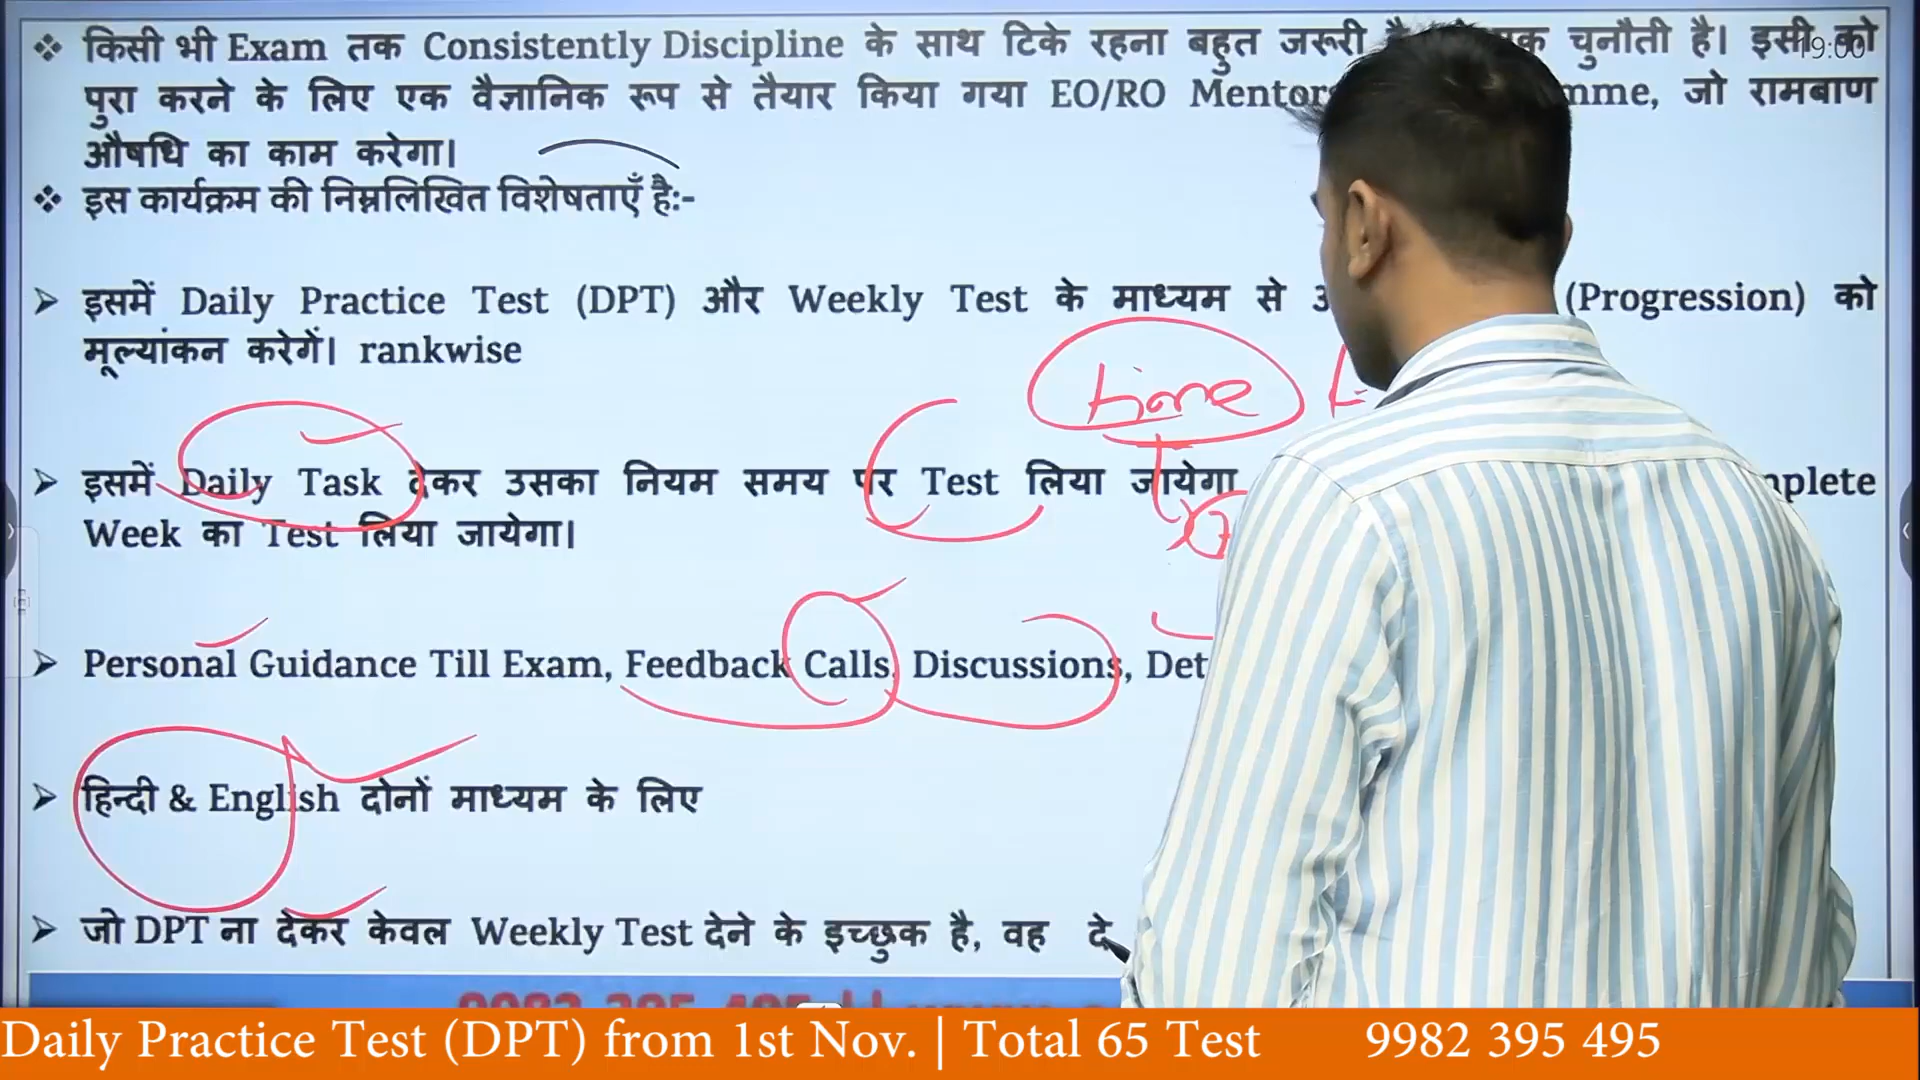 ❖ किसी भी Exam तक Consistently Discipline के साथ टिके रहना बहुत जरूरी चुनौती है। इसी को
19:00
पुरा करने के लिए एक वैज्ञानिक रूप से तैयार किया गया EO/RO जो रामबाण
औषधि का काम करेगा।
❖ इस कार्यक्रम की निम्नलिखित विशेषताएँ है:-
➤ इसमें Daily Practice Test (DPT) और Weekly Test के माध्यम से (Progression) को
मूल्यांकन करेगें। rankwise
time
➤ इसमें Daily Task देकर उसका नियम समय पर Test लिया जायेगा
Week का Test लिया जायेगा।
➤ Personal Guidance Till Exam, Feedback Calls, Discussions,
➤ हिन्दी & English दोनों माध्यम के लिए
➤ जो DPT ना देकर केवल Weekly Test देने के इच्छुक है, वह
Daily Practice Test (DPT) from 1st Nov. | Total 65 Test 9982 395 495